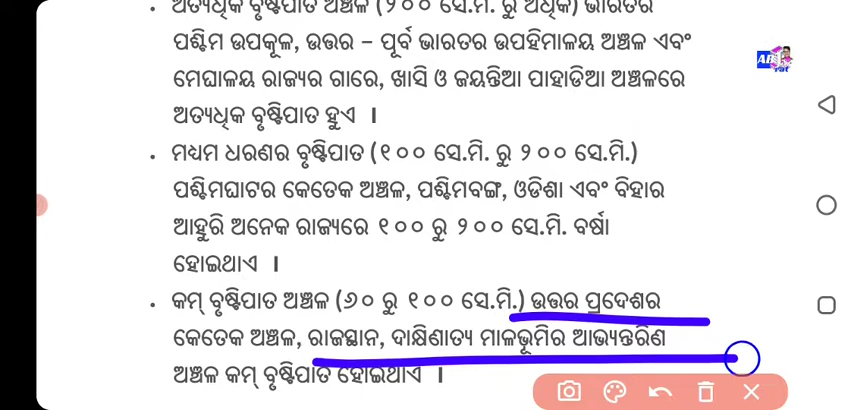 ଅତ୍ୟଧିକ ବୃଷ୍ଟିପାତ ଅଞ୍ଚଳ (୨୦୦ ସେ.ମି. ରୁ ଅଧିକ) ଭାରତର
ପଶ୍ଚିମ ଉପକୂଳ, ଉତ୍ତର – ପୂର୍ବ ଭାରତର ଉପହିମାଳୟ ଅଞ୍ଚଳ ଏବଂ
ମେଘାଳୟ ରାଜ୍ୟର ଗାରେ, ଖାସି ଓ ଜୟନ୍ତିଆ ପାହାଡିଆ ଅଞ୍ଚଳରେ
ଅତ୍ୟଧିକ ବୃଷ୍ଟିପାତ ହୁଏ ।
• ମଧ୍ୟମ ଧରଣର ବୃଷ୍ଟିପାତ (୧୦୦ ସେ.ମି. ରୁ ୨୦୦ ସେ.ମି.)
ପଶ୍ଚିମଘାଟର କେତେକ ଅଞ୍ଚଳ, ପଶ୍ଚିମବଙ୍ଗ, ଓଡିଶା ଏବଂ ବିହାର
ଆହୁରି ଅନେକ ରାଜ୍ୟରେ ୧୦୦ ରୁ ୨୦୦ ସେ.ମି. ବର୍ଷା
ହୋଇଥାଏ ।
• କମ୍ ବୃଷ୍ଟିପାତ ଅଞ୍ଚଳ (୬୦ ରୁ ୧୦୦ ସେ.ମି.) ଉତ୍ତର ପ୍ରଦେଶର
କେତେକ ଅଞ୍ଚଳ, ରାଜସ୍ଥାନ, ଦାକ୍ଷିଣାତ୍ୟ ମାଳଭୂମିର ଆଭ୍ୟନ୍ତରିଣ
ଅଞ୍ଚଳ କମ୍ ବୃଷ୍ଟିପାତ ହୋଇଥାଏ ।